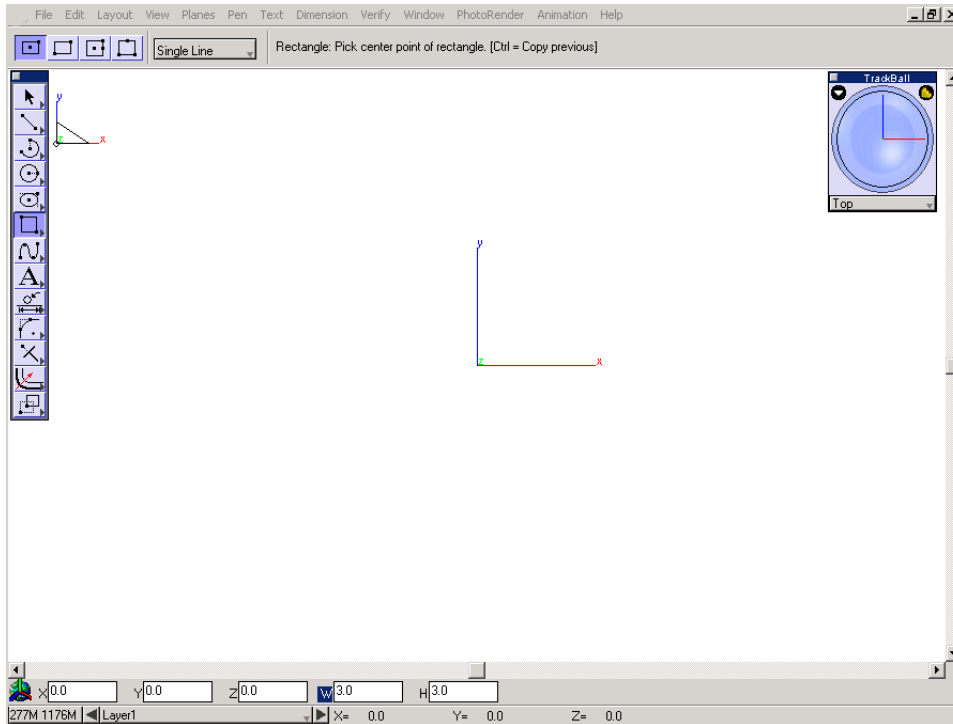 File Edit Layout View Planes Pen Text Dimension Verify Window PhotoRender Animation Help
Single Line
Rectangle: Pick center point of rectangle. [Ctrl = Copy previous]
TrackBall
y
z x
A
Top
y
z x
X 0.0 Y 0.0 Z 0.0 W 3.0 H 3.0
277M 1176M Layer1 X= 0.0 Y= 0.0 Z= 0.0